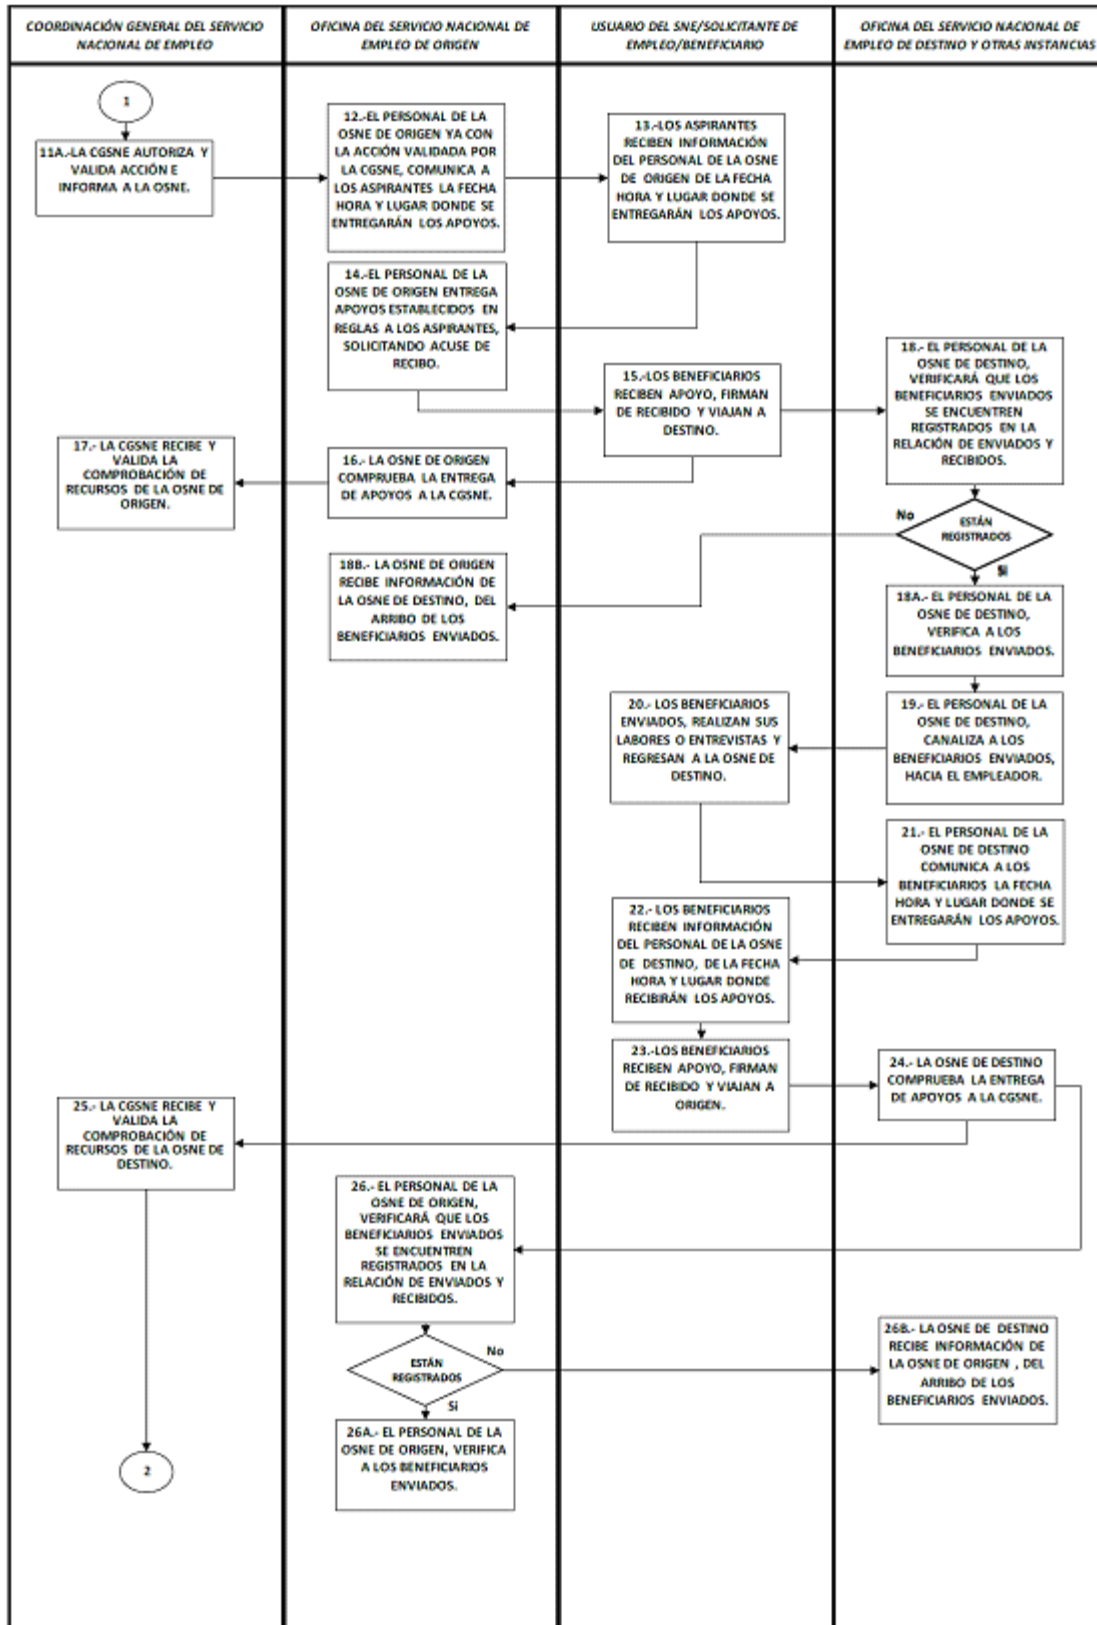 COORDINACIÓN GENERAL DEL SERVICIO
NACIONAL DE EMPLEO
OFICINA DEL SERVICIO NACIONAL DE
EMPLEO DE ORIGEN
USUARIO DEL SNE/SOLICITANTE DE
EMPLEO/BENEFICIARIO
OFICINA DEL SERVICIO NACIONAL DE
EMPLEO DE DESTINO Y OTRAS INSTANCIAS
1
11A.-LA CGSNE AUTORIZA Y
VALIDA ACCIÓN E
INFORMA A LA OSNE.
12.-EL PERSONAL DE LA
OSNE DE ORIGEN YA CON
LA ACCIÓN VALIDADA POR
LA CGSNE, COMUNICA A
LOS ASPIRANTES LA FECHA
HORA Y LUGAR DONDE SE
ENTREGARÁN LOS APOYOS.
13.-LOS ASPIRANTES
RECIBEN INFORMACIÓN
DEL PERSONAL DE LA OSNE
DE ORIGEN DE LA FECHA
HORA Y LUGAR DONDE SE
ENTREGARÁN LOS APOYOS.
14.-EL PERSONAL DE LA
OSNE DE ORIGEN ENTREGA
APOYOS ESTABLECIDOS EN
REGLAS A LOS ASPIRANTES,
SOLICITANDO ACUSE DE
RECIBO.
15.-LOS BENEFICIARIOS
RECIBEN APOYO, FIRMAN
DE RECIBIDO Y VIAJAN A
DESTINO.
18.- EL PERSONAL DE LA
OSNE DE DESTINO,
VERIFICARÁ QUE LOS
BENEFICIARIOS ENVIADOS
SE ENCUENTREN
REGISTRADOS EN LA
RELACIÓN DE ENVIADOS Y
RECIBIDOS.
17.- LA CGSNE RECIBE Y
VALIDA LA
COMPROBACIÓN DE
RECURSOS DE LA OSNE DE
ORIGEN.
16.- LA OSNE DE ORIGEN
COMPRUEBA LA ENTREGA
DE APOYOS A LA CGSNE.
No
ESTÁN
REGISTRADOS
Si
18B.- LA OSNE DE ORIGEN
RECIBE INFORMACIÓN DE
LA OSNE DE DESTINO, DEL
ARRIBO DE LOS
BENEFICIARIOS ENVIADOS.
18A.- EL PERSONAL DE LA
OSNE DE DESTINO,
VERIFICA A LOS
BENEFICIARIOS ENVIADOS.
20.- LOS BENEFICIARIOS
ENVIADOS, REALIZAN SUS
LABORES O ENTREVISTAS Y
REGRESAN A LA OSNE DE
DESTINO.
19.- EL PERSONAL DE LA
OSNE DE DESTINO,
CANALIZA A LOS
BENEFICIARIOS ENVIADOS,
HACIA EL EMPLEADOR.
21.- EL PERSONAL DE LA
OSNE DE DESTINO
COMUNICA A LOS
BENEFICIARIOS LA FECHA
HORA Y LUGAR DONDE SE
ENTREGARÁN LOS APOYOS.
22.- LOS BENEFICIARIOS
RECIBEN INFORMACIÓN
DEL PERSONAL DE LA OSNE
DE DESTINO, DE LA FECHA
HORA Y LUGAR DONDE
RECIBIRÁN LOS APOYOS.
23.-LOS BENEFICIARIOS
RECIBEN APOYO, FIRMAN
DE RECIBIDO Y VIAJAN A
ORIGEN.
24.- LA OSNE DE DESTINO
COMPRUEBA LA ENTREGA
DE APOYOS A LA CGSNE.
25.- LA CGSNE RECIBE Y
VALIDA LA
COMPROBACIÓN DE
RECURSOS DE LA OSNE DE
DESTINO.
26.- EL PERSONAL DE LA
OSNE DE ORIGEN,
VERIFICARÁ QUE LOS
BENEFICIARIOS ENVIADOS
SE ENCUENTREN
REGISTRADOS EN LA
RELACIÓN DE ENVIADOS Y
RECIBIDOS.
26B.- LA OSNE DE DESTINO
RECIBE INFORMACIÓN DE
LA OSNE DE ORIGEN , DEL
ARRIBO DE LOS
BENEFICIARIOS ENVIADOS.
No
ESTÁN
REGISTRADOS
Si
26A.- EL PERSONAL DE LA
OSNE DE ORIGEN, VERIFICA
A LOS BENEFICIARIOS
ENVIADOS.
2